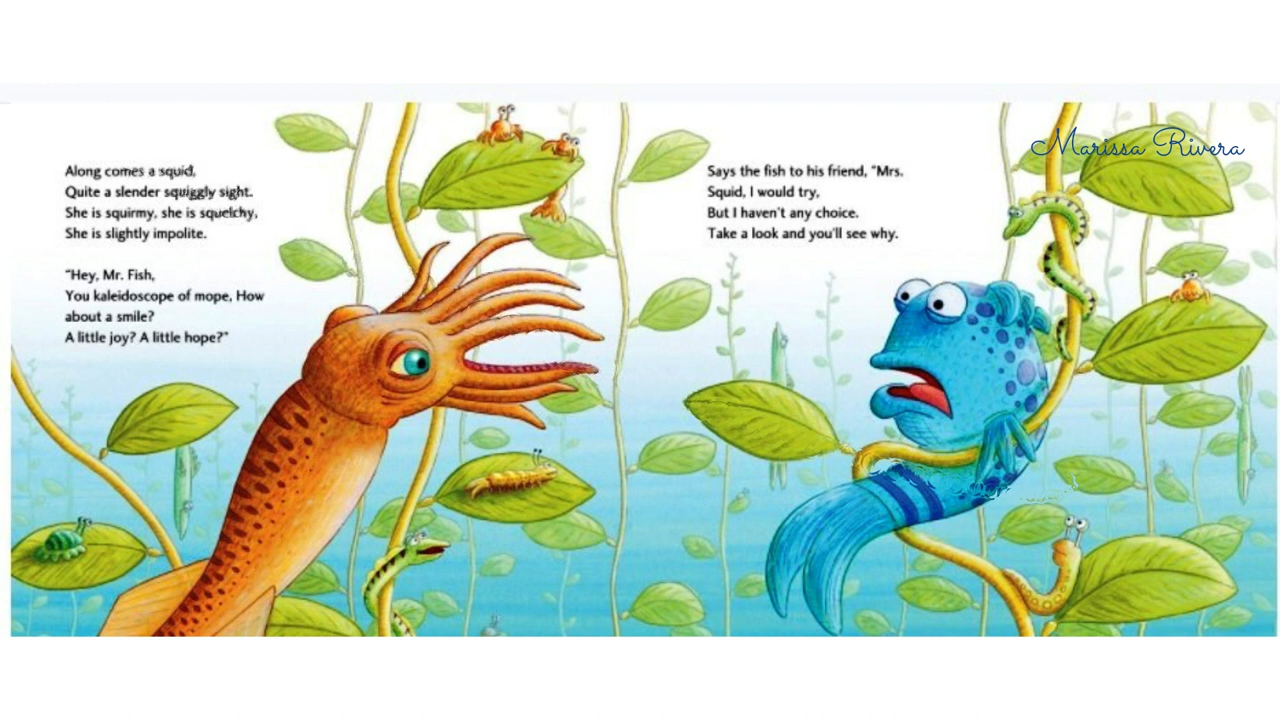 Along comes a squid,
Quite a slender squiggly sight.
She is squirmy, she is squelchy,
She is slightly impolite.
"Hey, Mr. Fish,
You kaleidoscope of mope, How
about a smile?
A little joy? A little hope?"
Says the fish to his friend, "Mrs.
Squid, I would try,
But I haven't any choice.
Take a look and you'll see why.
Marissa Rivera